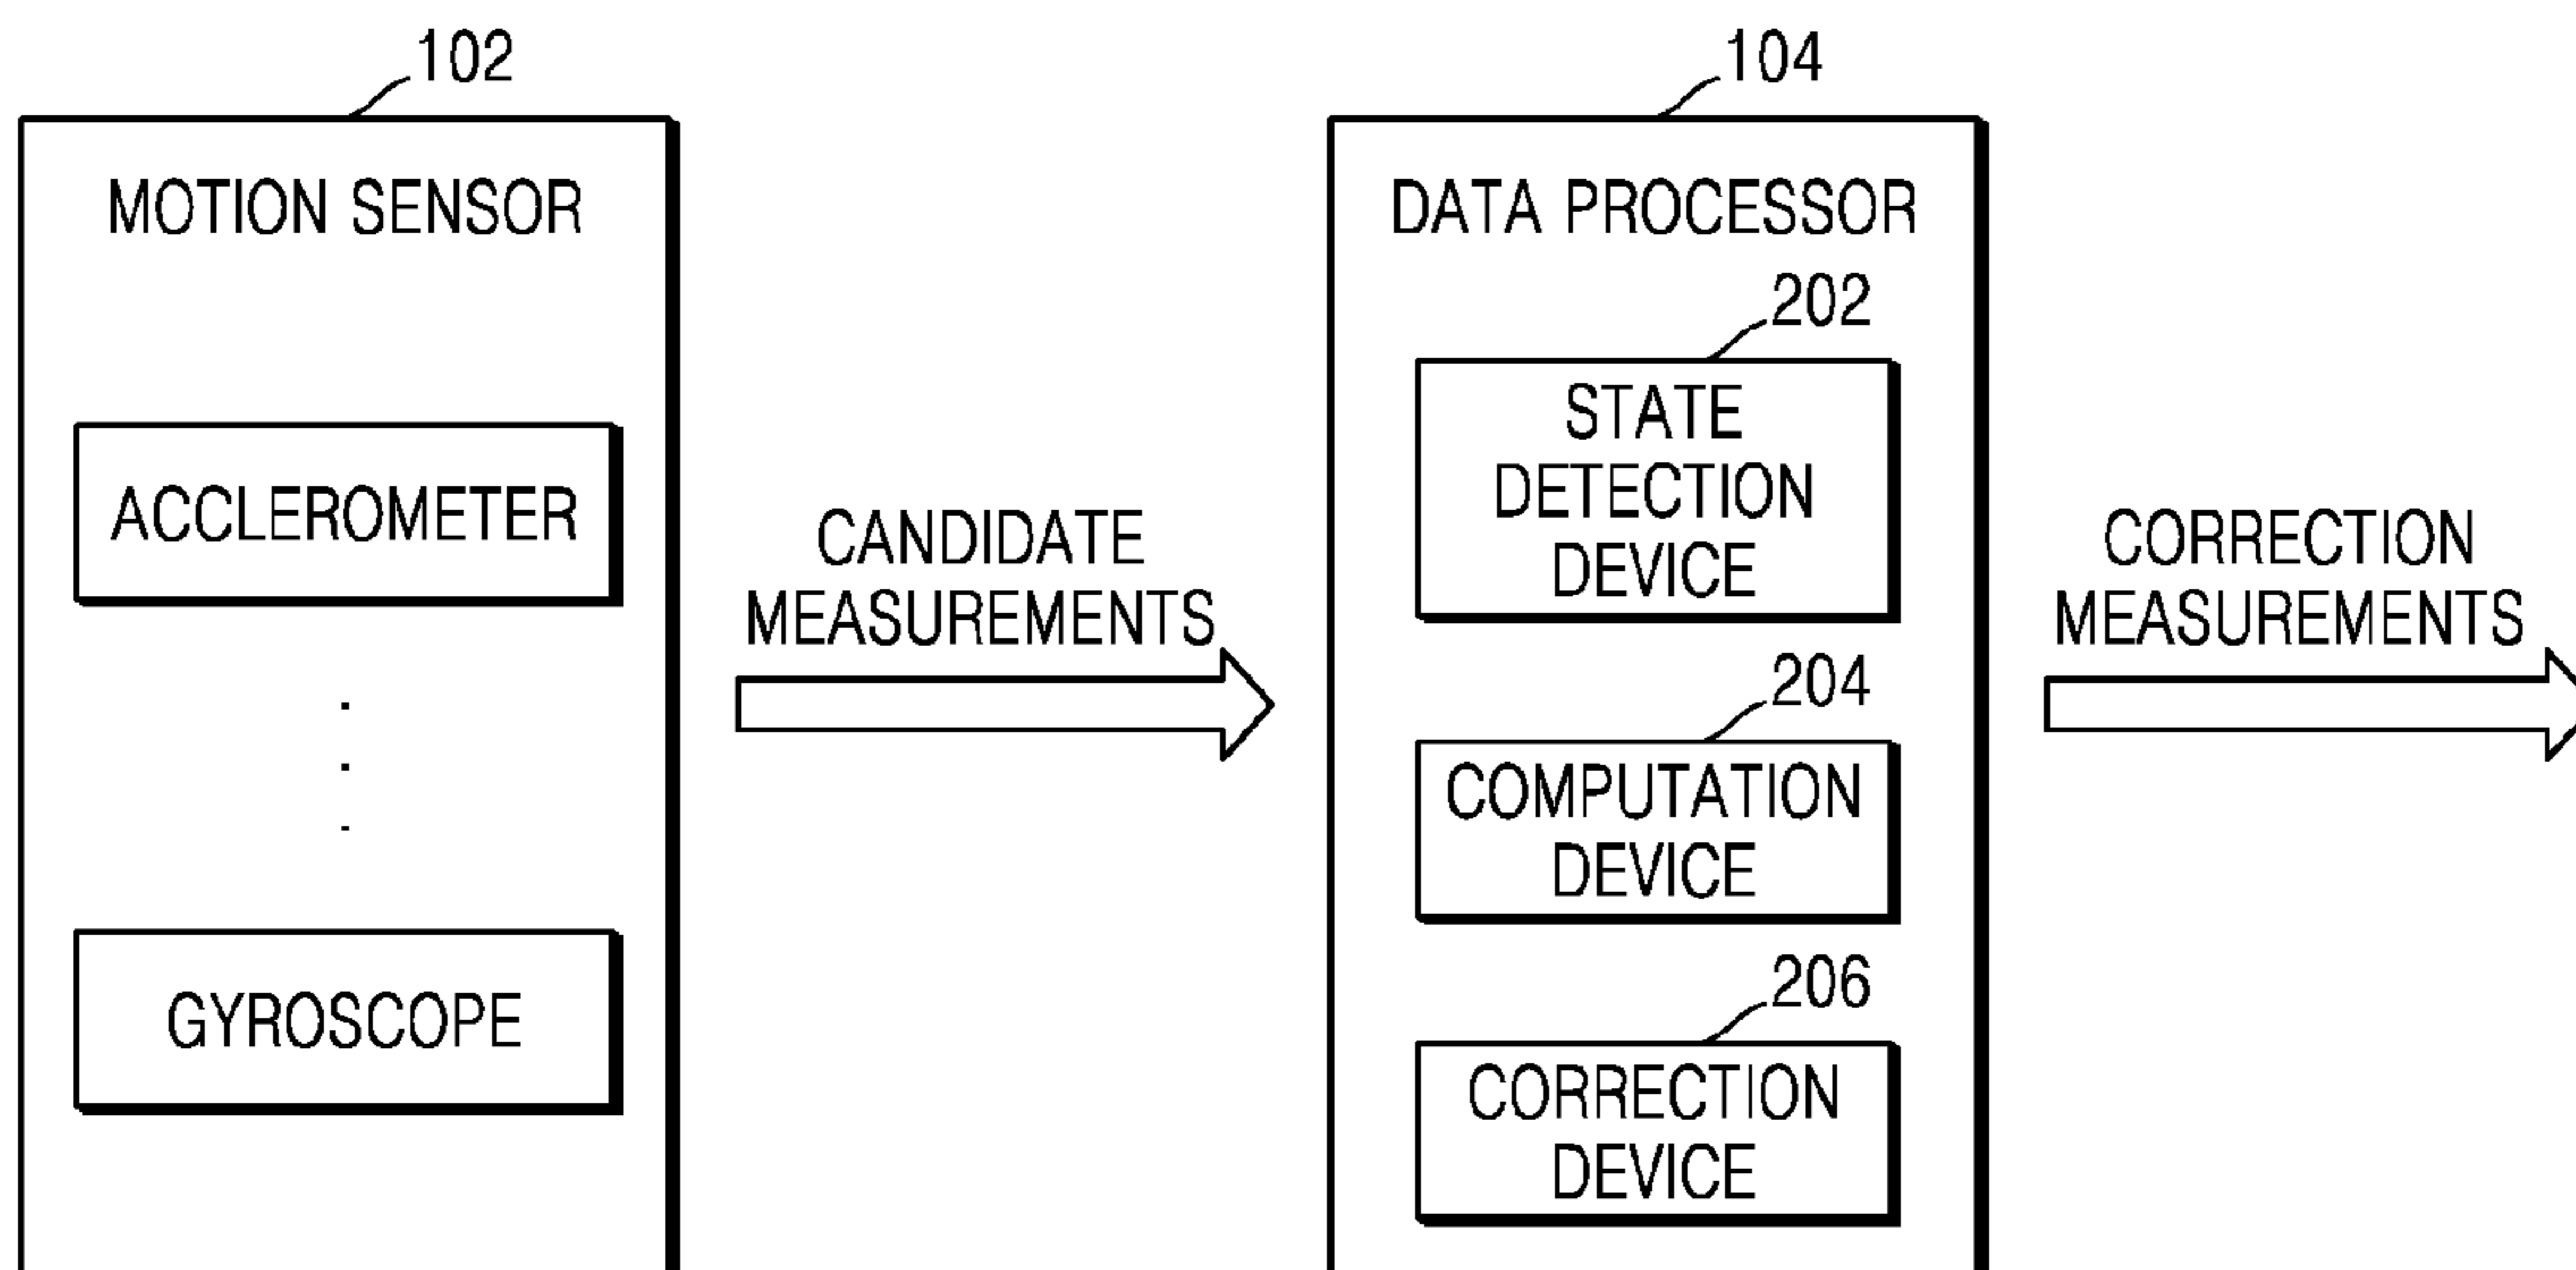 102
MOTION SENSOR
ACCLEROMETER
GYROSCOPE
CANDIDATE
MEASUREMENTS
104
DATA PROCESSOR
202
STATE
DETECTION
DEVICE
204
COMPUTATION
DEVICE
206
CORRECTION
DEVICE
CORRECTION
MEASUREMENTS